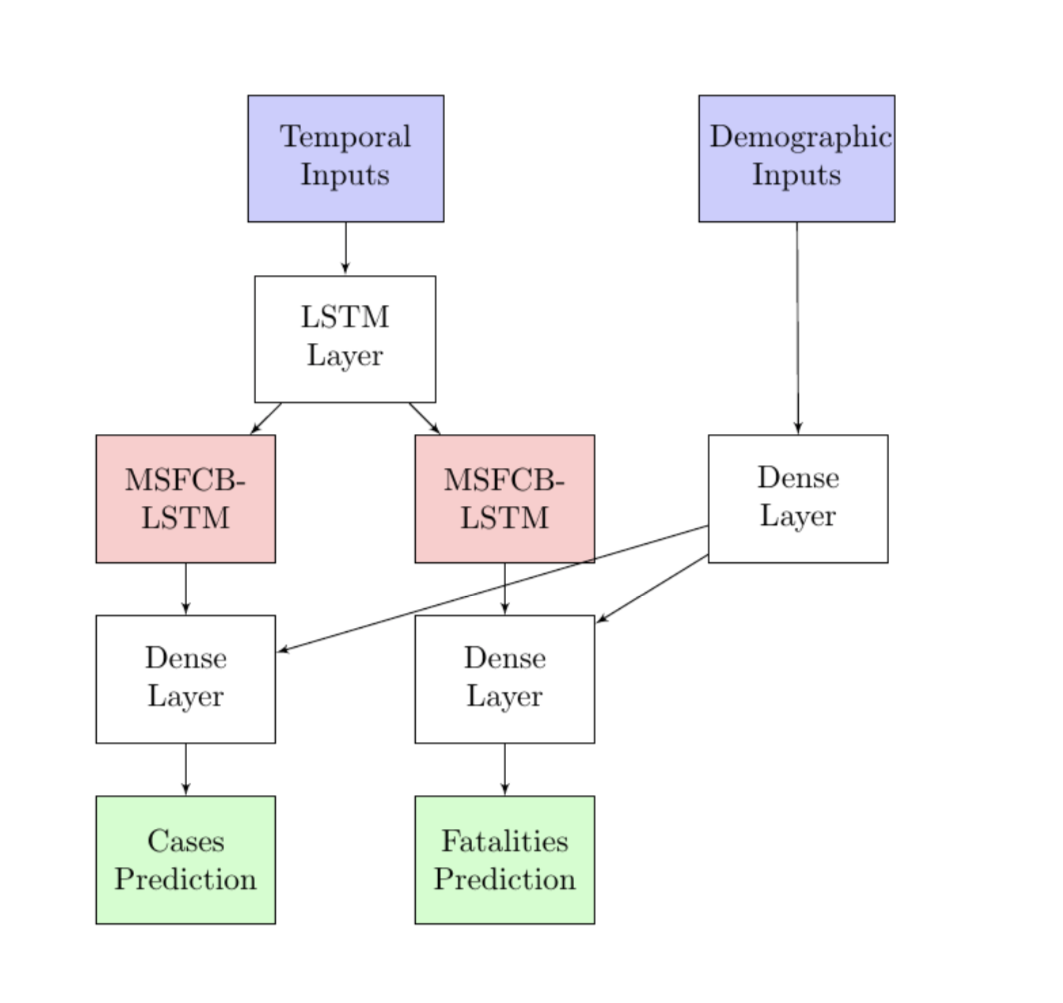 Temporal
Inputs
Demographic
Inputs
LSTM
Layer
MSFCB-
LSTM
MSFCB-
LSTM
Dense
Layer
Dense
Layer
Dense
Layer
Cases
Prediction
Fatalities
Prediction